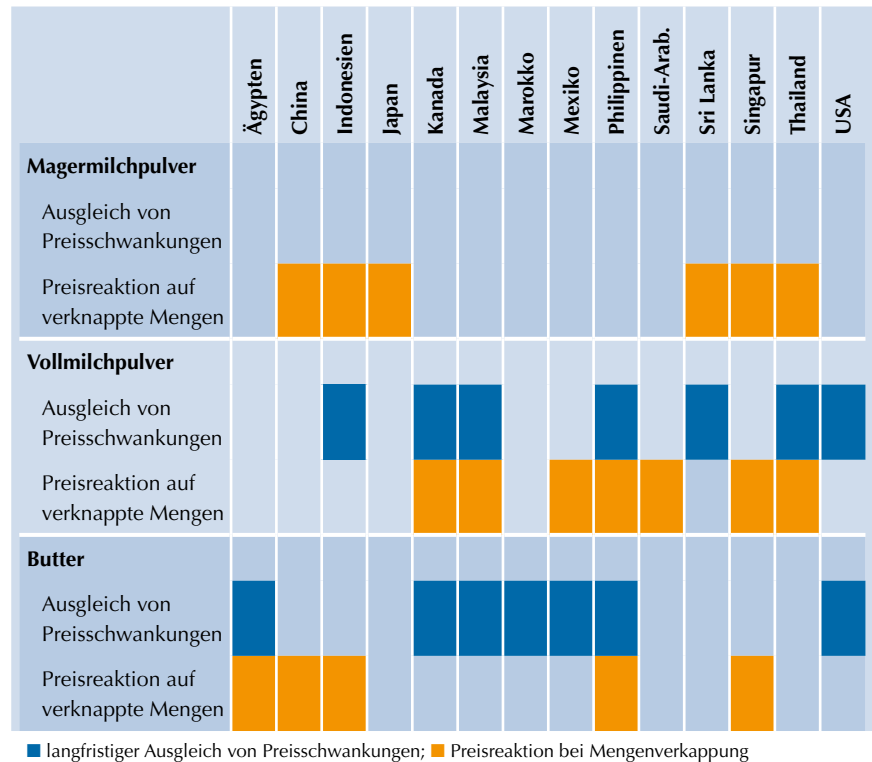 Ägypten
China
Indonesien
Japan
Kanada
Malaysia
Marokko
Mexiko
Philippinen
Saudi-Arab.
Sri Lanka
Singapur
Thailand
USA
Magermilchpulver
Ausgleich von
Preisschwankungen
Preisreaktion auf
verknappte Mengen
Vollmilchpulver
Ausgleich von
Preisschwankungen
Preisreaktion auf
verknappte Mengen
Butter
Ausgleich von
Preisschwankungen
Preisreaktion auf
verknappte Mengen
langfristiger Ausgleich von Preisschwankungen; Preisreaktion bei Mengenverkappung